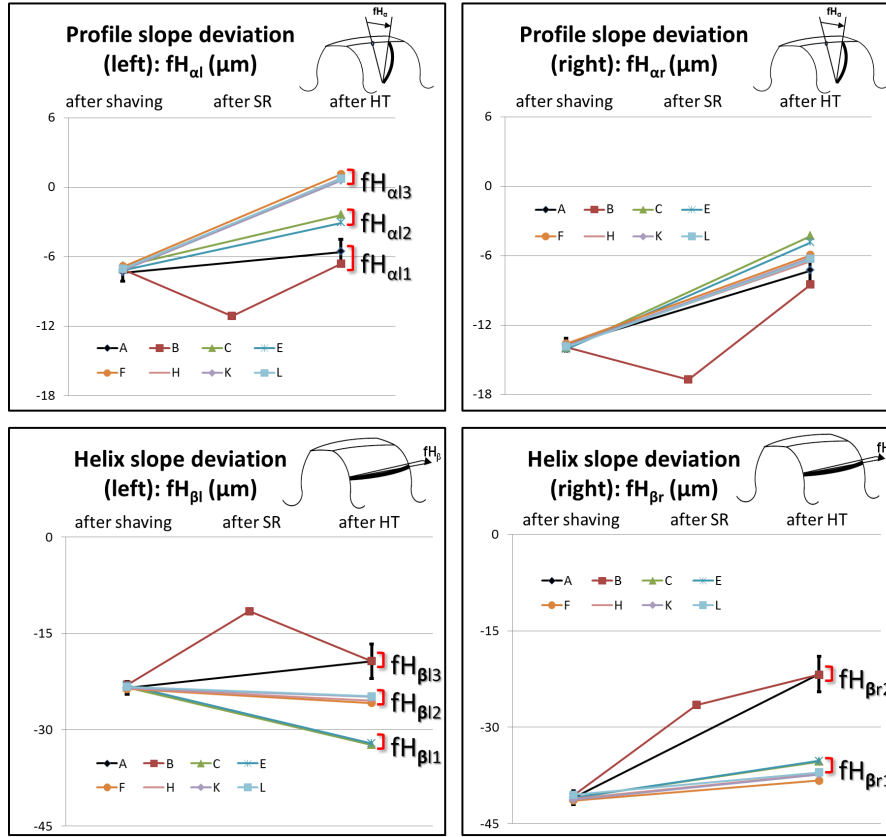 Profile slope deviation
(left): fHαl (µm)
fHα
after shaving after SR after HT
6
0
-6
-12
-18
fHαl3
fHαl2
fHαl1
A B C E
F H K L
Profile slope deviation
(right): fHαr (µm)
fHα
after shaving after SR after HT
6
0
-6
-12
-18
A B C E
F H K L
Helix slope deviation
(left): fHβl (µm)
fHβ
after shaving after SR after HT
0
-15
-30
-45
fHβl3
fHβl2
fHβl1
A B C E
F H K L
Helix slope deviation
(right): fHβr (µm)
fH
after shaving after SR after HT
0
-15
-30
-45
A B C E
F H K L
fHβr2
fHβr1